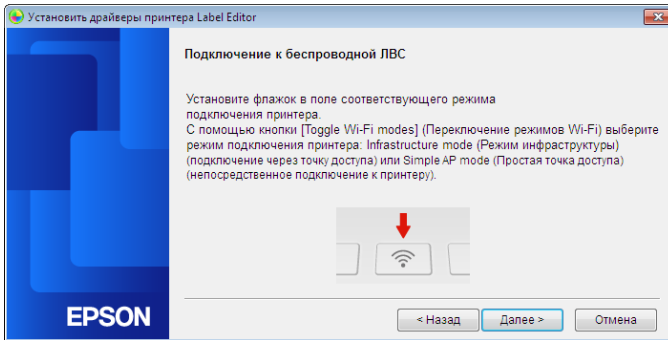 Установить драйверы принтера Label Editor
Подключение к беспроводной ЛВС
Установите флажок в поле соответствующего режима
подключения принтера.
С помощью кнопки [Toggle Wi-Fi modes] (Переключение режимов Wi-Fi) выберите
режим подключения принтера: Infrastructure mode (Режим инфраструктуры)
(подключение через точку доступа) или Simple AP mode (Простая точка доступа)
(непосредственное подключение к принтеру).
EPSON
< Назад Далее > Отмена